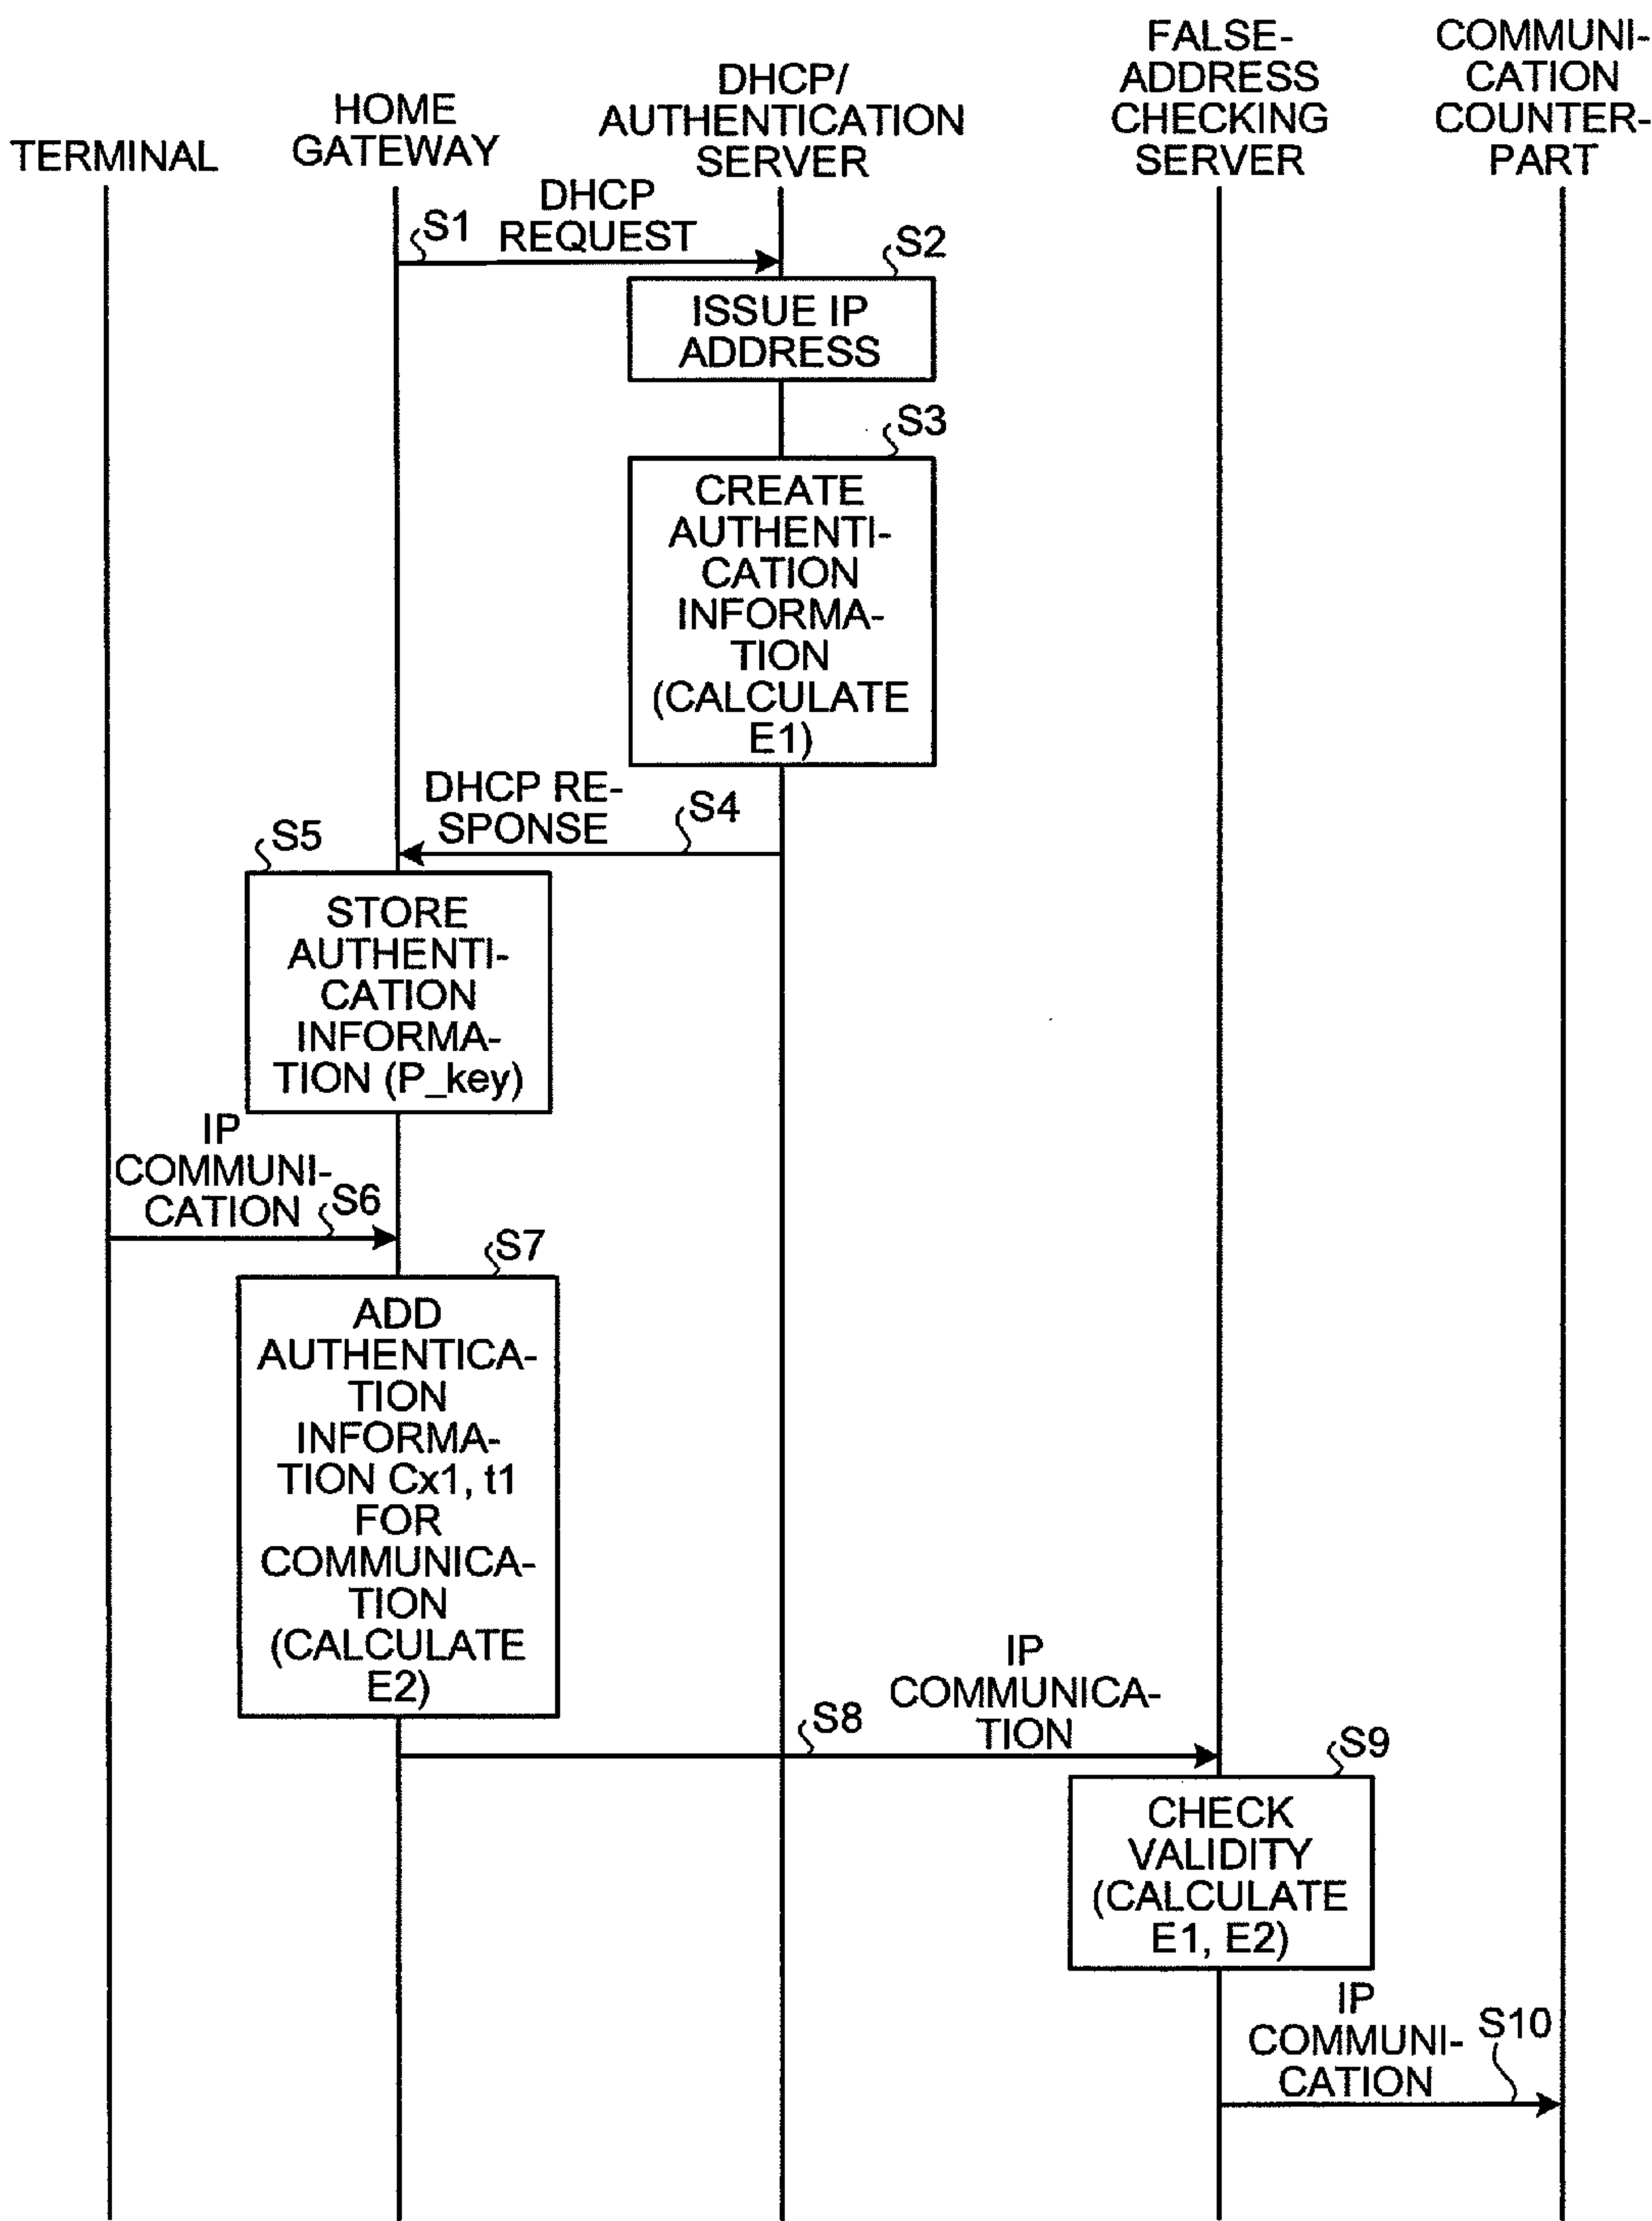 TERMINAL
HOME
GATEWAY
DHCP/
AUTHENTICATION
SERVER
FALSE-
ADDRESS
CHECKING
SERVER
COMMUNI-
CATION
COUNTER-
PART
S1
DHCP
REQUEST
S2
ISSUE IP
ADDRESS
S3
CREATE
AUTHENTI-
CATION
INFORMA-
TION
(CALCULATE
E1)
DHCP RE-
SPONSE
S4
S5
STORE
AUTHENTI-
CATION
INFORMA-
TION (P_key)
IP
COMMUNI-
CATION
S6
S7
ADD
AUTHENTICA-
TION
INFORMA-
TION Cx1, t1
FOR
COMMUNICA-
TION
(CALCULATE
E2)
S8
IP
COMMUNICA-
TION
S9
CHECK
VALIDITY
(CALCULATE
E1, E2)
IP
COMMUNI-
CATION
S10